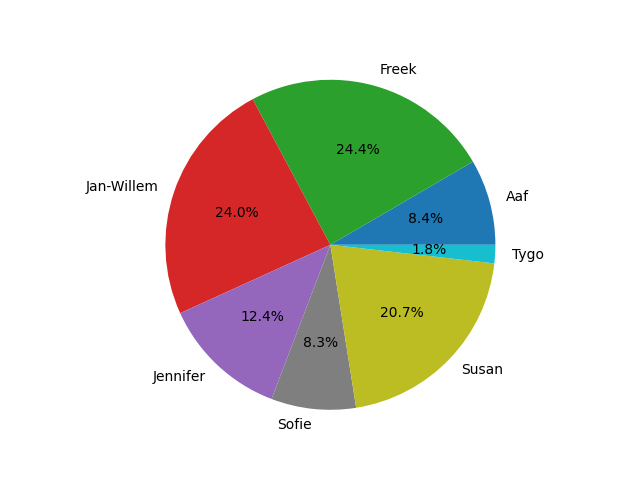 Freek
24.4%
Jan-Willem
24.0%
Aaf
8.4%
1.8%
Tygo
12.4%
20.7%
8.3%
Jennifer
Susan
Sofie